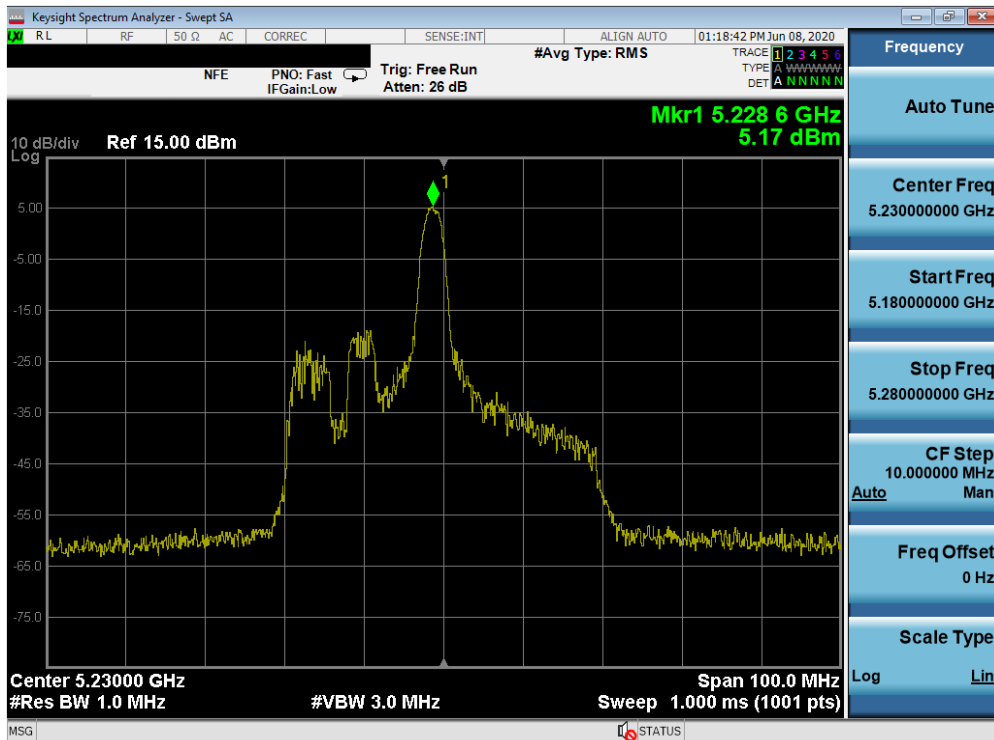 Keysight Spectrum Analyzer - Swept SA
LXI RL RF 50 Ω AC CORREC SENSE:INT ALIGN AUTO 01:18:42 PM Jun 08, 2020
NFE PNO: Fast Trig: Free Run #Avg Type: RMS TRACE 1 2 3 4 5 6
IFGain:Low Atten: 26 dB TYPE A WWWWW
DET A N N N N N
Mkr1 5.228 6 GHz
5.17 dBm
10 dB/div Ref 15.00 dBm
Log
1
5.00
-5.00
-15.0
-25.0
-35.0
-45.0
-55.0
-65.0
-75.0
Center 5.23000 GHz Span 100.0 MHz
#Res BW 1.0 MHz #VBW 3.0 MHz Sweep 1.000 ms (1001 pts)
MSG STATUS
Frequency
Auto Tune
Center Freq
5.230000000 GHz
Start Freq
5.180000000 GHz
Stop Freq
5.280000000 GHz
CF Step
10.000000 MHz
Auto Man
Freq Offset
0 Hz
Scale Type
Log Lin